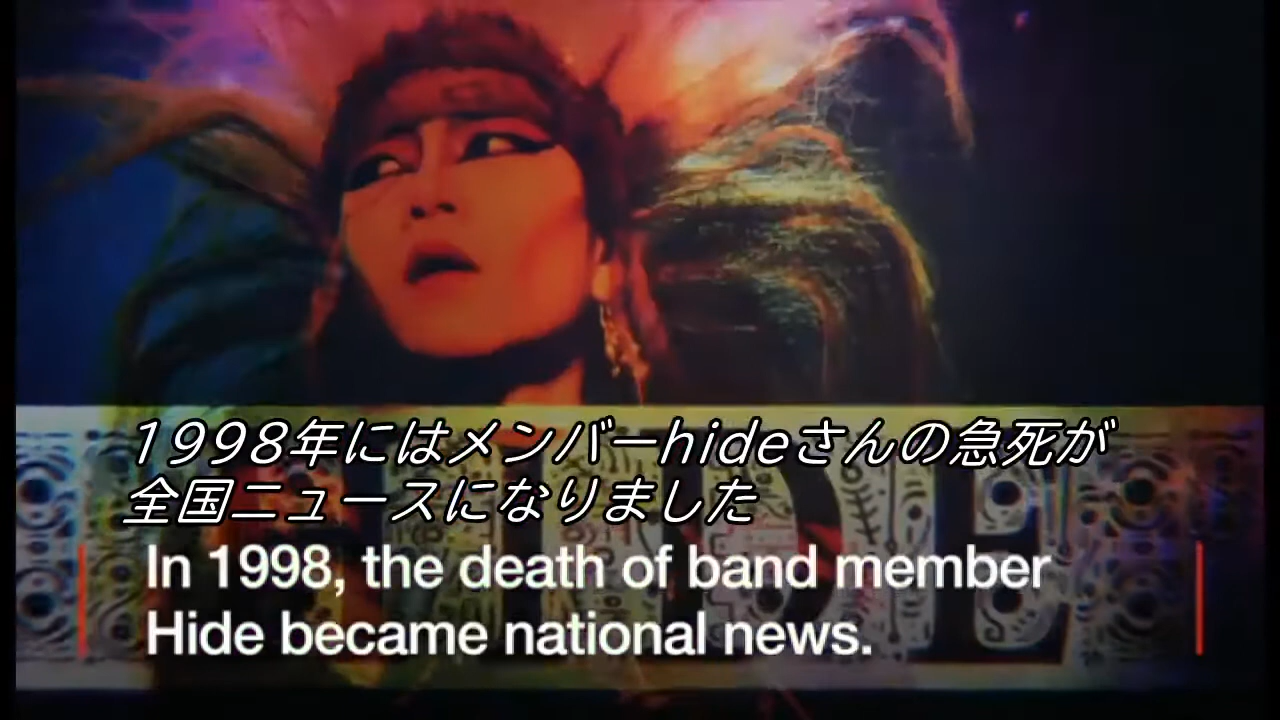 1998年にはメンバーhideさんの急死が
全国ニュースになりました
In 1998, the death of band member
Hide became national news.